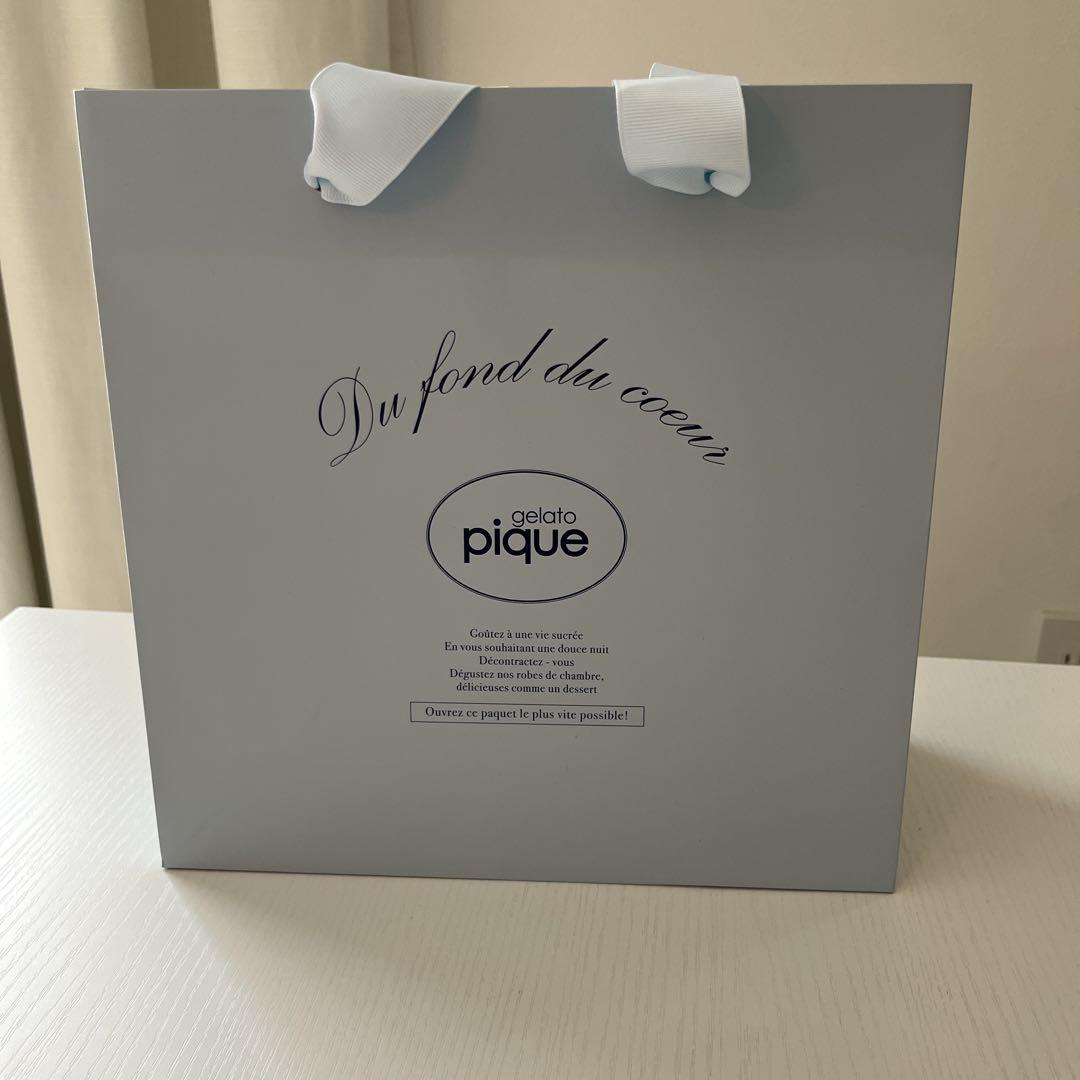 Du fond du coeur
gelato
pique
Goûtez à une vie sucrée
En vous souhaitant une douce nuit
Décontractez - vous
Dégustez nos robes de chambre,
délicieuses comme un dessert
Ouvrez ce paquet le plus vite possible!